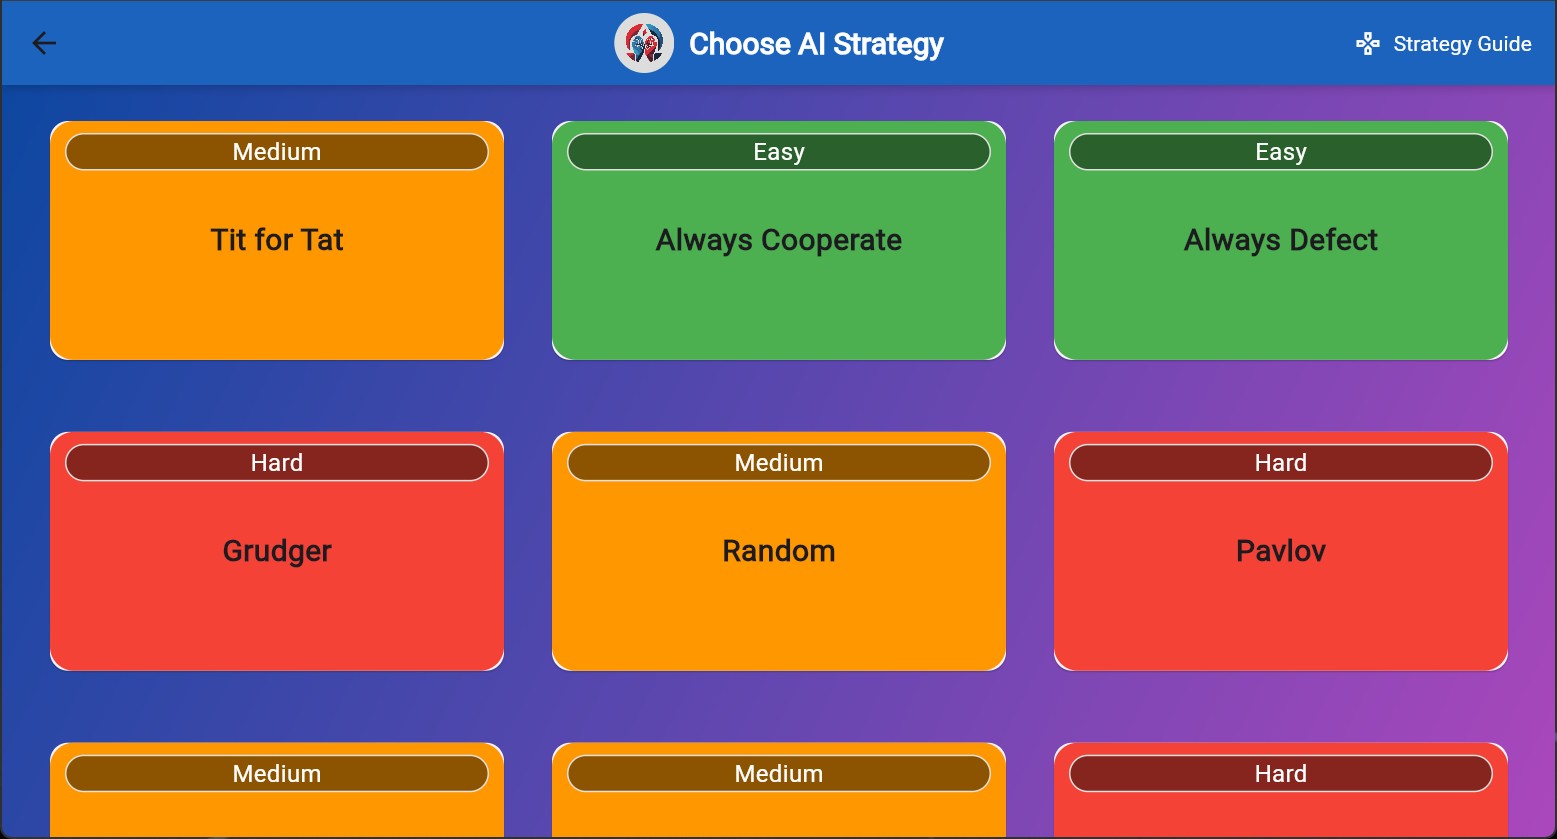 Choose AI Strategy
Strategy Guide
Medium
Tit for Tat
Easy
Always Cooperate
Easy
Always Defect
Hard
Grudger
Medium
Random
Hard
Pavlov
Medium
Medium
Hard